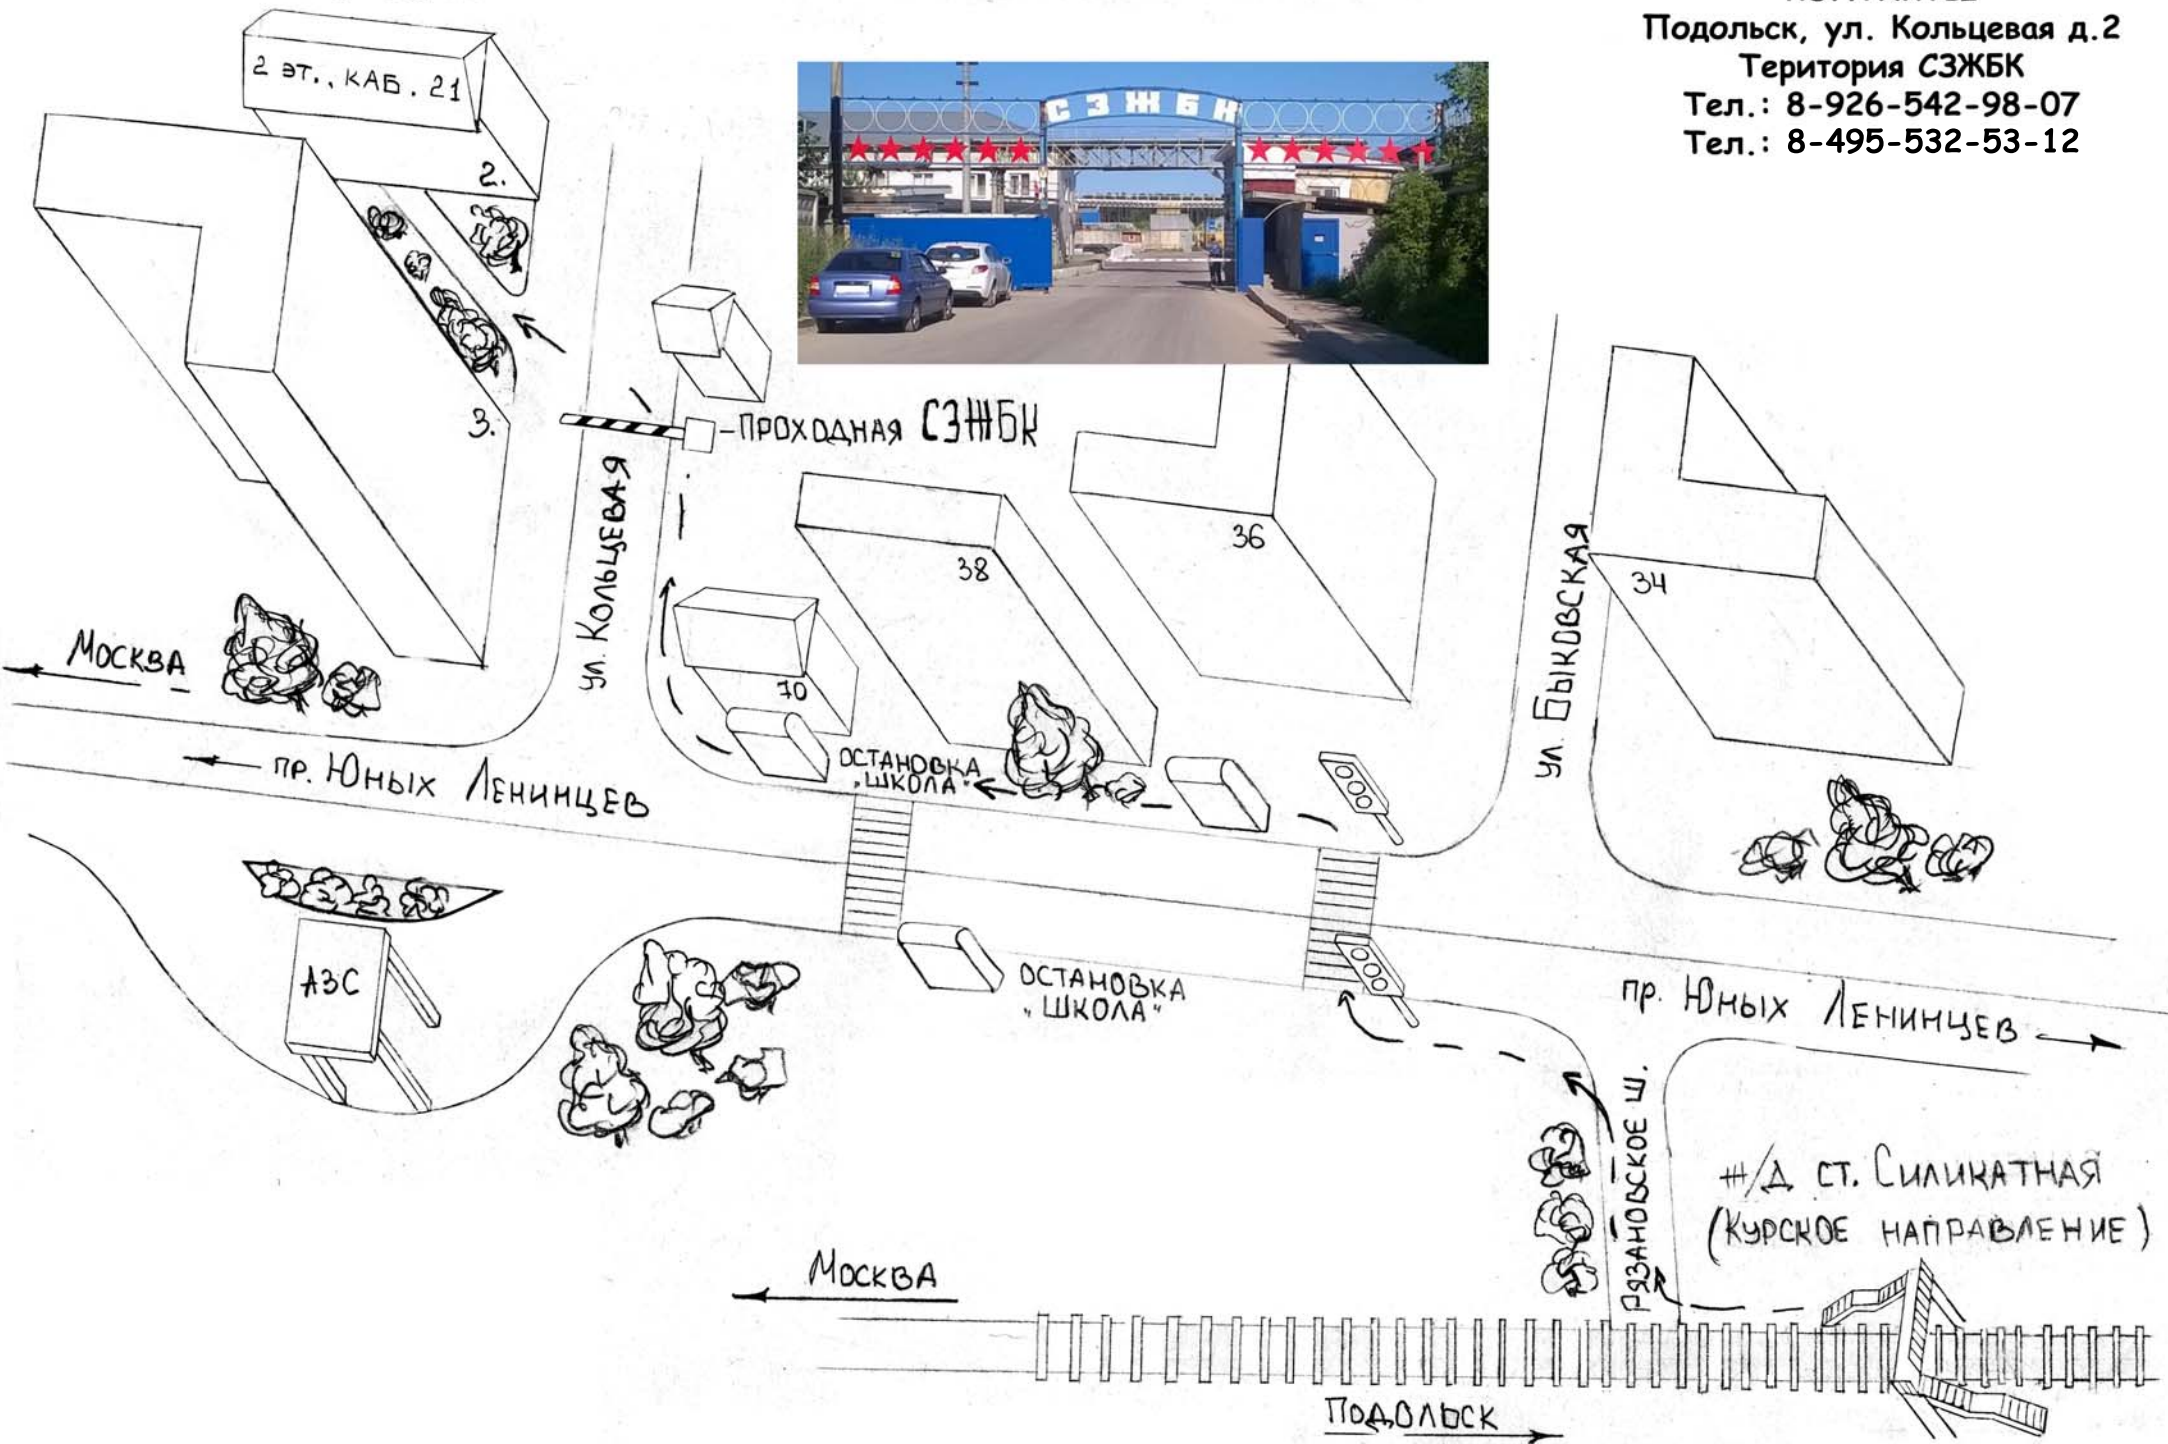 Подольск, ул. Кольцевая д.2
Територия СЗЖБК
Тел.: 8-926-542-98-07
Тел.: 8-495-532-53-12
2 ЭТ., КАБ. 21
2.
СЗЖБК
3.
-ПРОХОДНАЯ СЗЖБК
ул. КОЛЬЦЕВАЯ
38
36
34
ул. БЫКОВСКАЯ
70
МОСКВА
пр. Юных ЛЕНИНЦЕВ
ОСТАНОВКА
"ШКОЛА"
АЗС
ОСТАНОВКА
"ШКОЛА"
пр. Юных ЛЕНИНЦЕВ
РЯЗАНОВСКОЕ Ш.
Ж/Д СТ. СИЛИКАТНАЯ
(КУРСКОЕ НАПРАВЛЕНИЕ)
МОСКВА
ПОДОЛЬСК